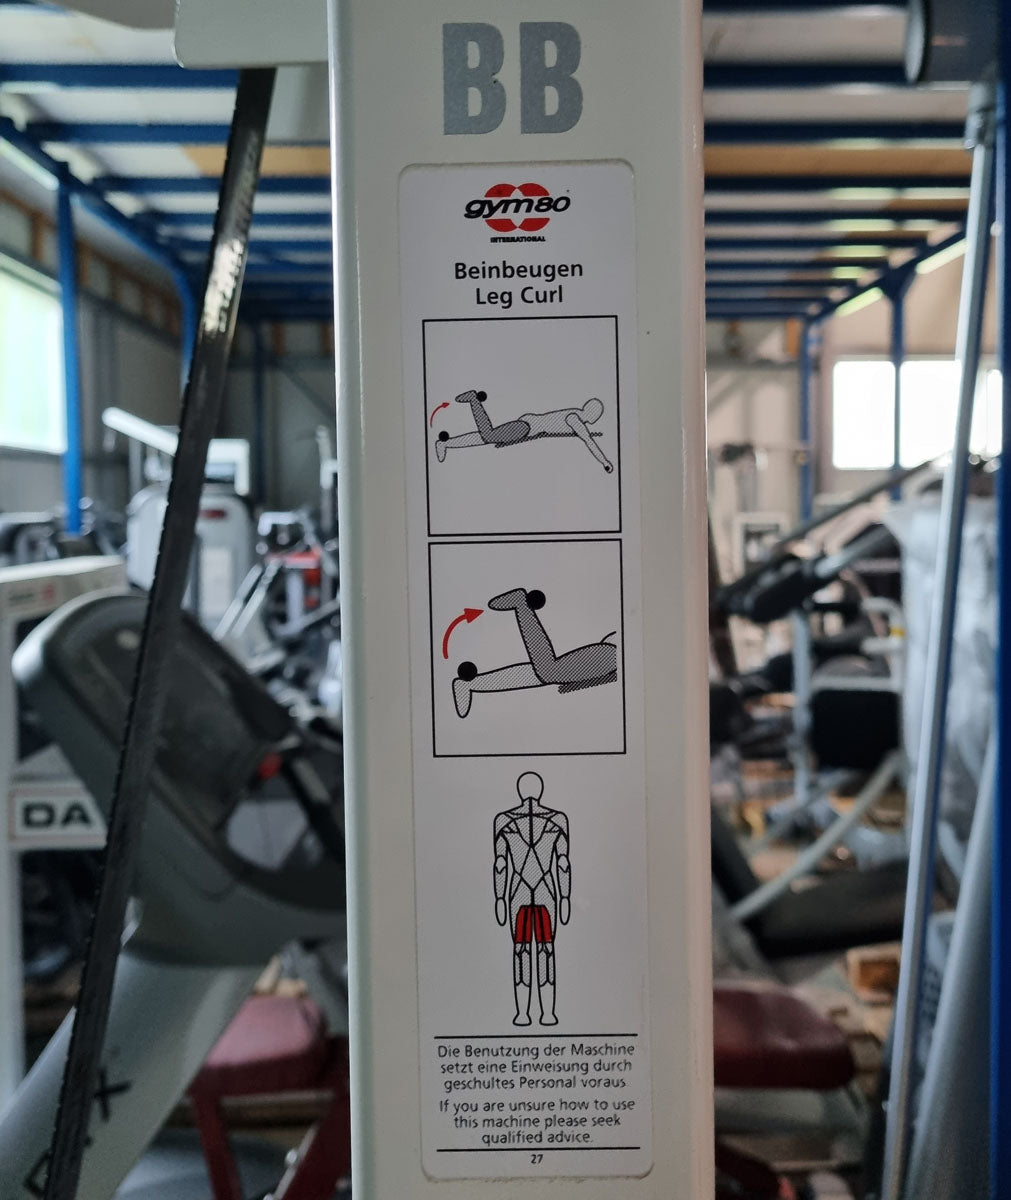 BB
gym80
INTERNATIONAL
Beinbeugen
Leg Curl
Die Benutzung der Maschine
setzt eine Einweisung durch
geschultes Personal voraus.
If you are unsure how to use
this machine please seek
qualified advice.
27
DA